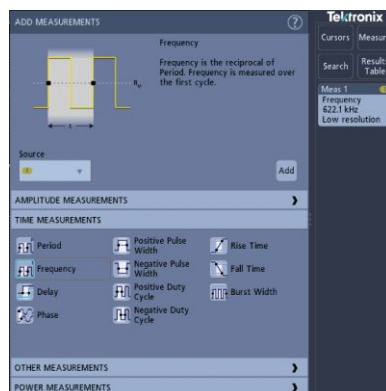 ADD MEASUREMENTS
?
Tektronix
Frequency
Frequency is the reciprocal of
Period. Frequency is measured over
the first cycle.
Cursors
Measur
Search
Result
Table
Meas 1
Frequency
622.1 kHz
Low resolution
Source
Add
AMPLITUDE MEASUREMENTS
TIME MEASUREMENTS
Period
Positive Pulse
Width
Rise Time
Frequency
Negative Pulse
Width
Fall Time
Delay
Positive Duty
Cycle
Burst Width
Phase
Negative Duty
Cycle
OTHER MEASUREMENTS
POWER MEASUREMENTS